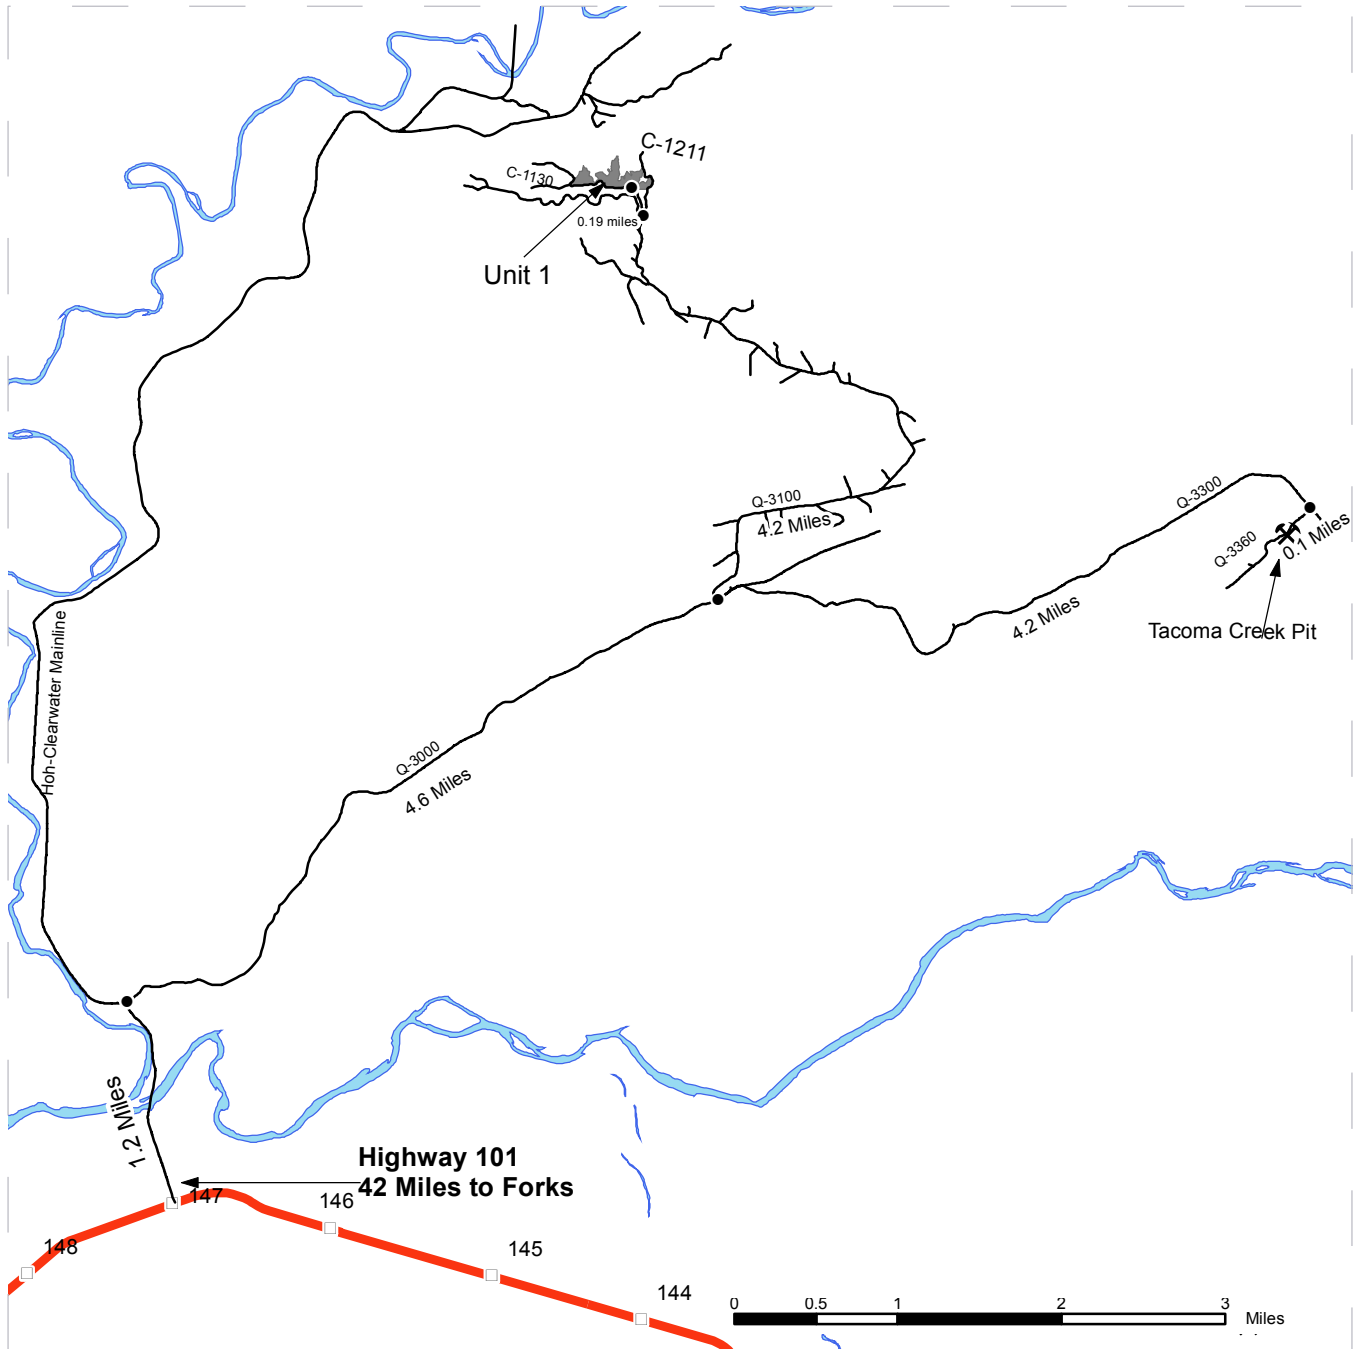 C-1211
C-1130
0.19 miles
Unit 1
Q-3100
4.2 Miles
Q-3300
Q-3360
0.1 Miles
4.2 Miles
Tacoma Creek Pit
Hoh-Clearwater Mainline
Q-3000
4.6 Miles
1.2 Miles
Highway 101
42 Miles to Forks
147
146
148
145
144
0 0.5 1 2 3
Miles